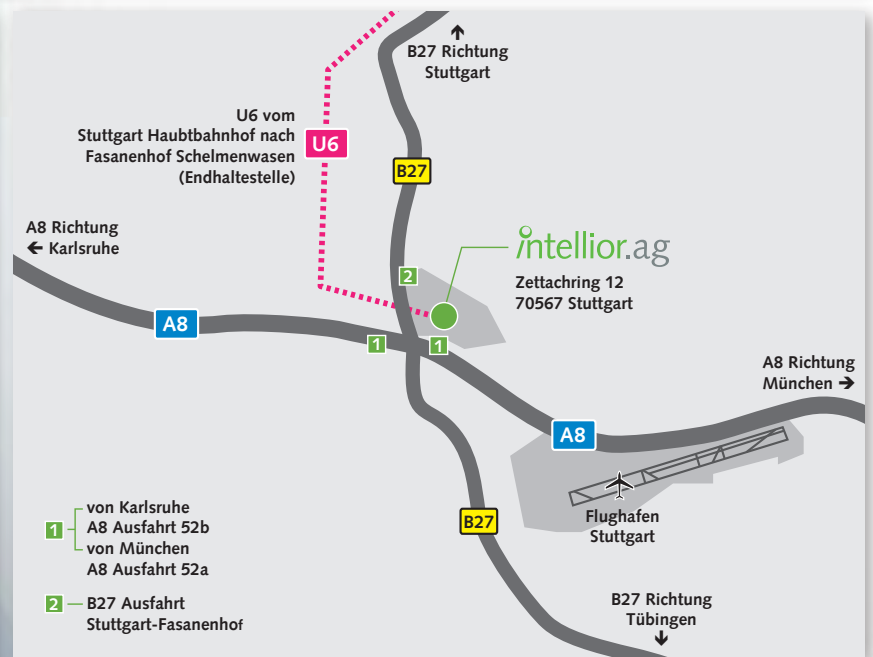 B27 Richtung
Stuttgart
U6 vom
Stuttgart Haubtbahnhof nach
Fasanenhof Schelmenwasen
(Endhaltestelle)
U6
B27
A8 Richtung
← Karlsruhe
intellior.ag
Zettachring 12
70567 Stuttgart
2
A8
1
1
A8 Richtung
München →
A8
Flughafen
Stuttgart
B27
1
von Karlsruhe
A8 Ausfahrt 52b
von München
A8 Ausfahrt 52a
2
B27 Ausfahrt
Stuttgart-Fasanenhof
B27 Richtung
Tübingen